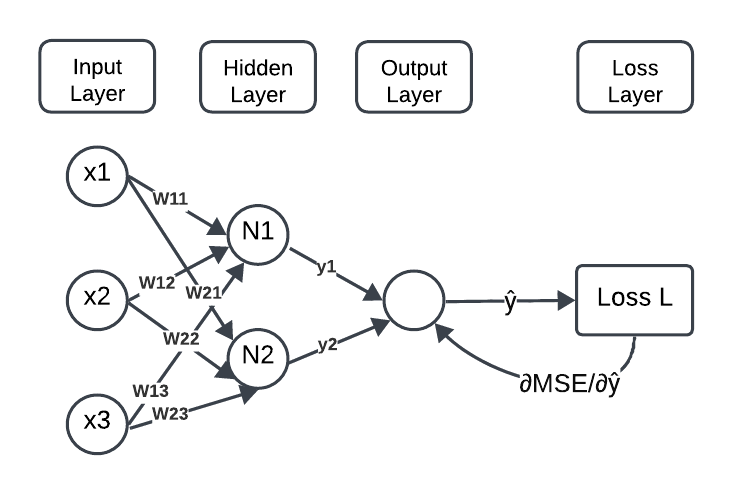 Input
Layer
Hidden
Layer
Output
Layer
Loss
Layer
x1
W11
N1
y1
x2
W12
W21
ŷ
Loss L
W22
y2
N2
W13
∂MSE/∂ŷ
x3
W23